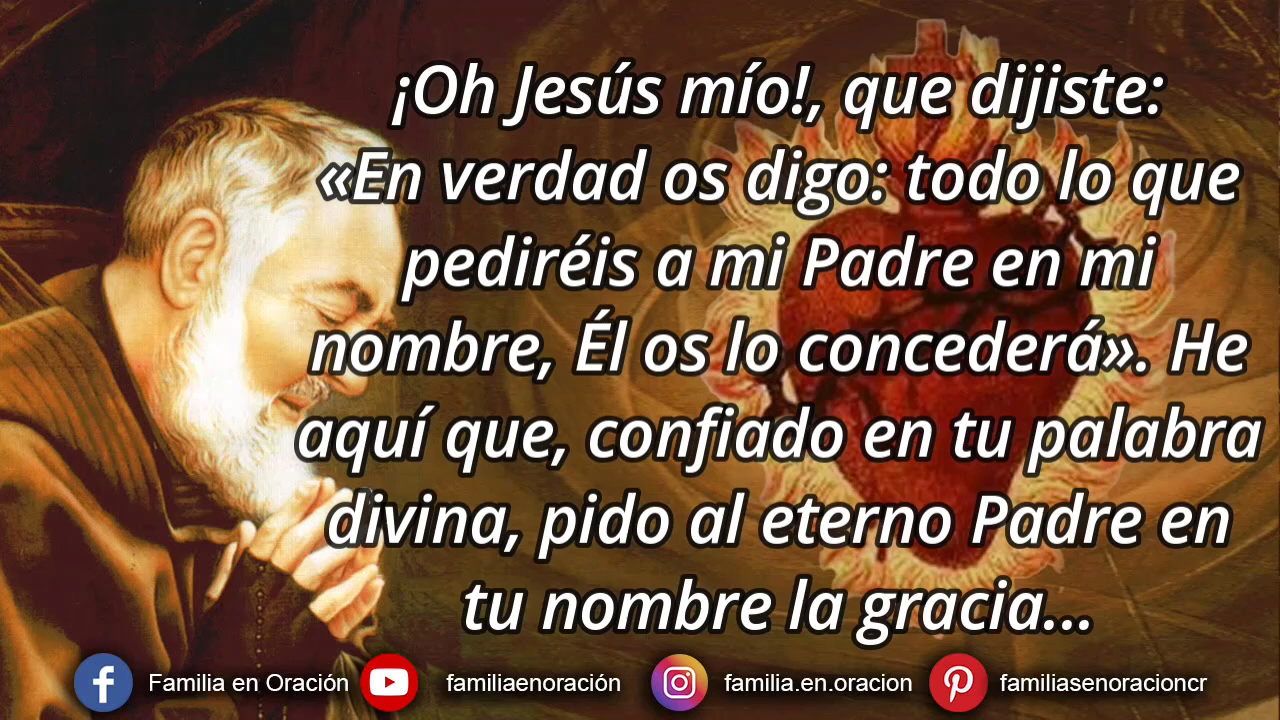 ¡Oh Jesús mío!, que dijiste:
«En verdad os digo: todo lo que
pediréis a mi Padre en mi
nombre, Él os lo concederá». He
aquí que, confiado en tu palabra
divina, pido al eterno Padre en
tu nombre la gracia...
Familia en Oración
familiaenoración
familia.en.oracion
familiasenoracioncr